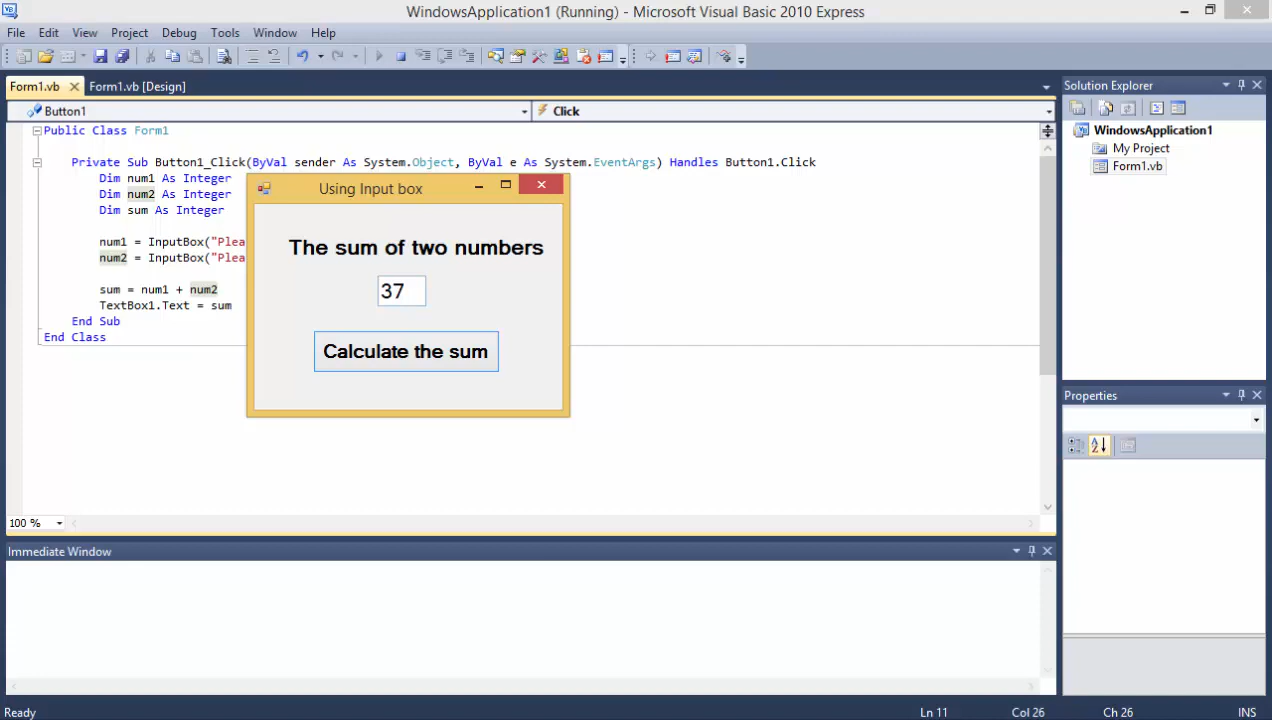 WindowsApplication1 (Running) - Microsoft Visual Basic 2010 Express
File Edit View Project Debug Tools Window Help
Form1.vb Form1.vb [Design]
Button1 Click
Public Class Form1
Private Sub Button1_Click(ByVal sender As System.Object, ByVal e As System.EventArgs) Handles Button1.Click
Dim num1 As Integer
Dim num2 As Integer
Dim sum As Integer
num1 = InputBox("Plea
num2 = InputBox("Plea
sum = num1 + num2
TextBox1.Text = sum
End Sub
End Class
Using Input box
The sum of two numbers
37
Calculate the sum
100 %
Solution Explorer
WindowsApplication1
My Project
Form1.vb
Properties
Immediate Window
Ready Ln 11 Col 26 Ch 26 INS